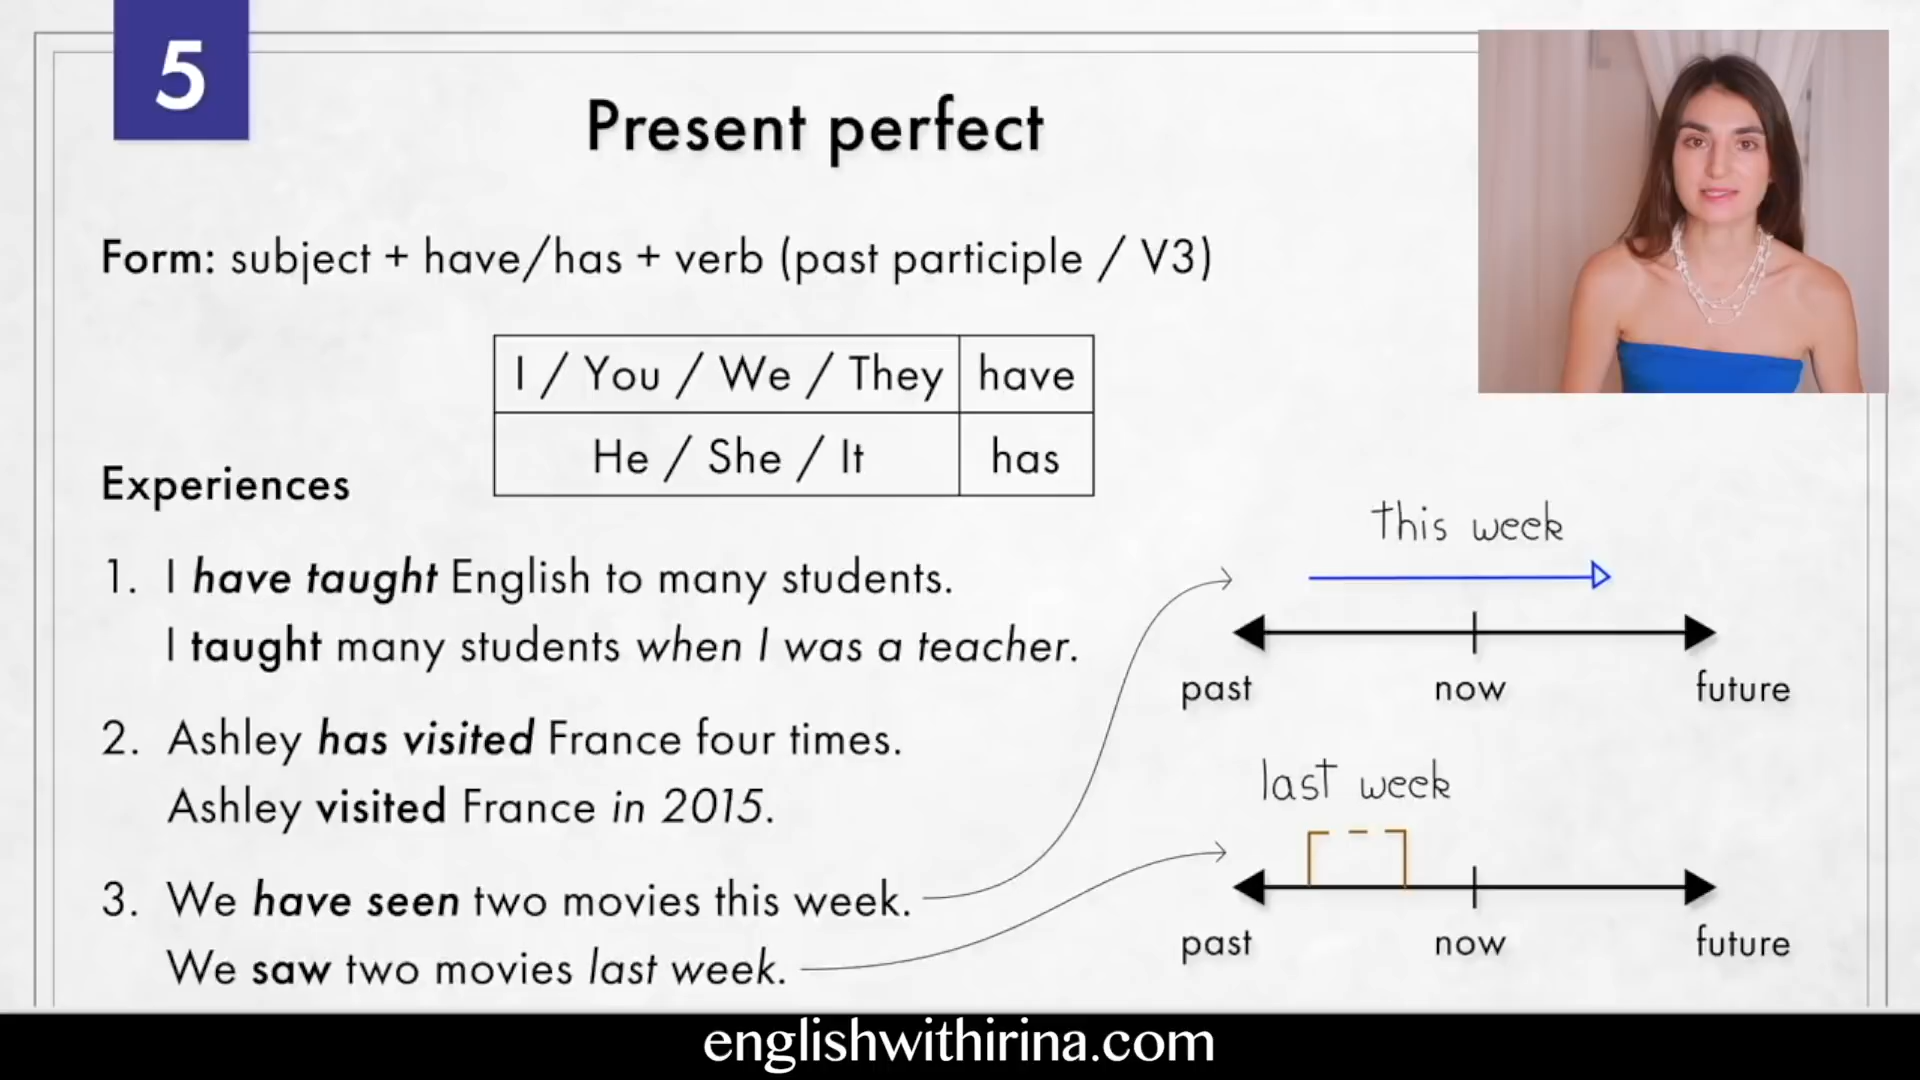 5
Present perfect
Form: subject + have/has + verb (past participle / V3)
I / You / We / They have
He / She / It has
Experiences
1. I have taught English to many students.
I taught many students when I was a teacher.
2. Ashley has visited France four times.
Ashley visited France in 2015.
3. We have seen two movies this week.
We saw two movies last week.
this week
past now future
last week
past now future
englishwithirina.com